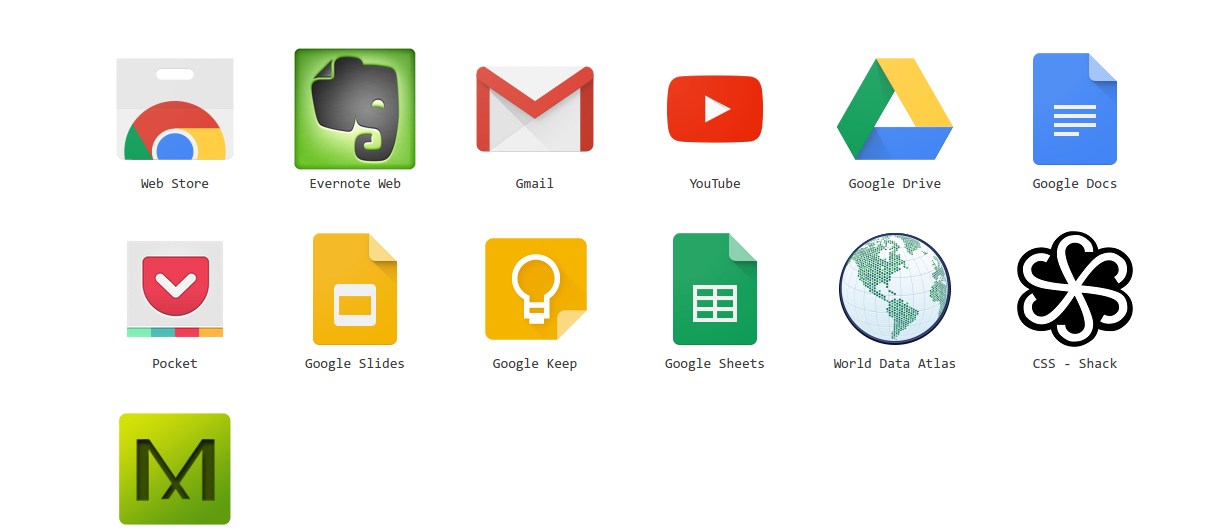 Web Store
Evernote Web
Gmail
YouTube
Google Drive
Google Docs
Pocket
Google Slides
Google Keep
Google Sheets
World Data Atlas
CSS - Shack
M